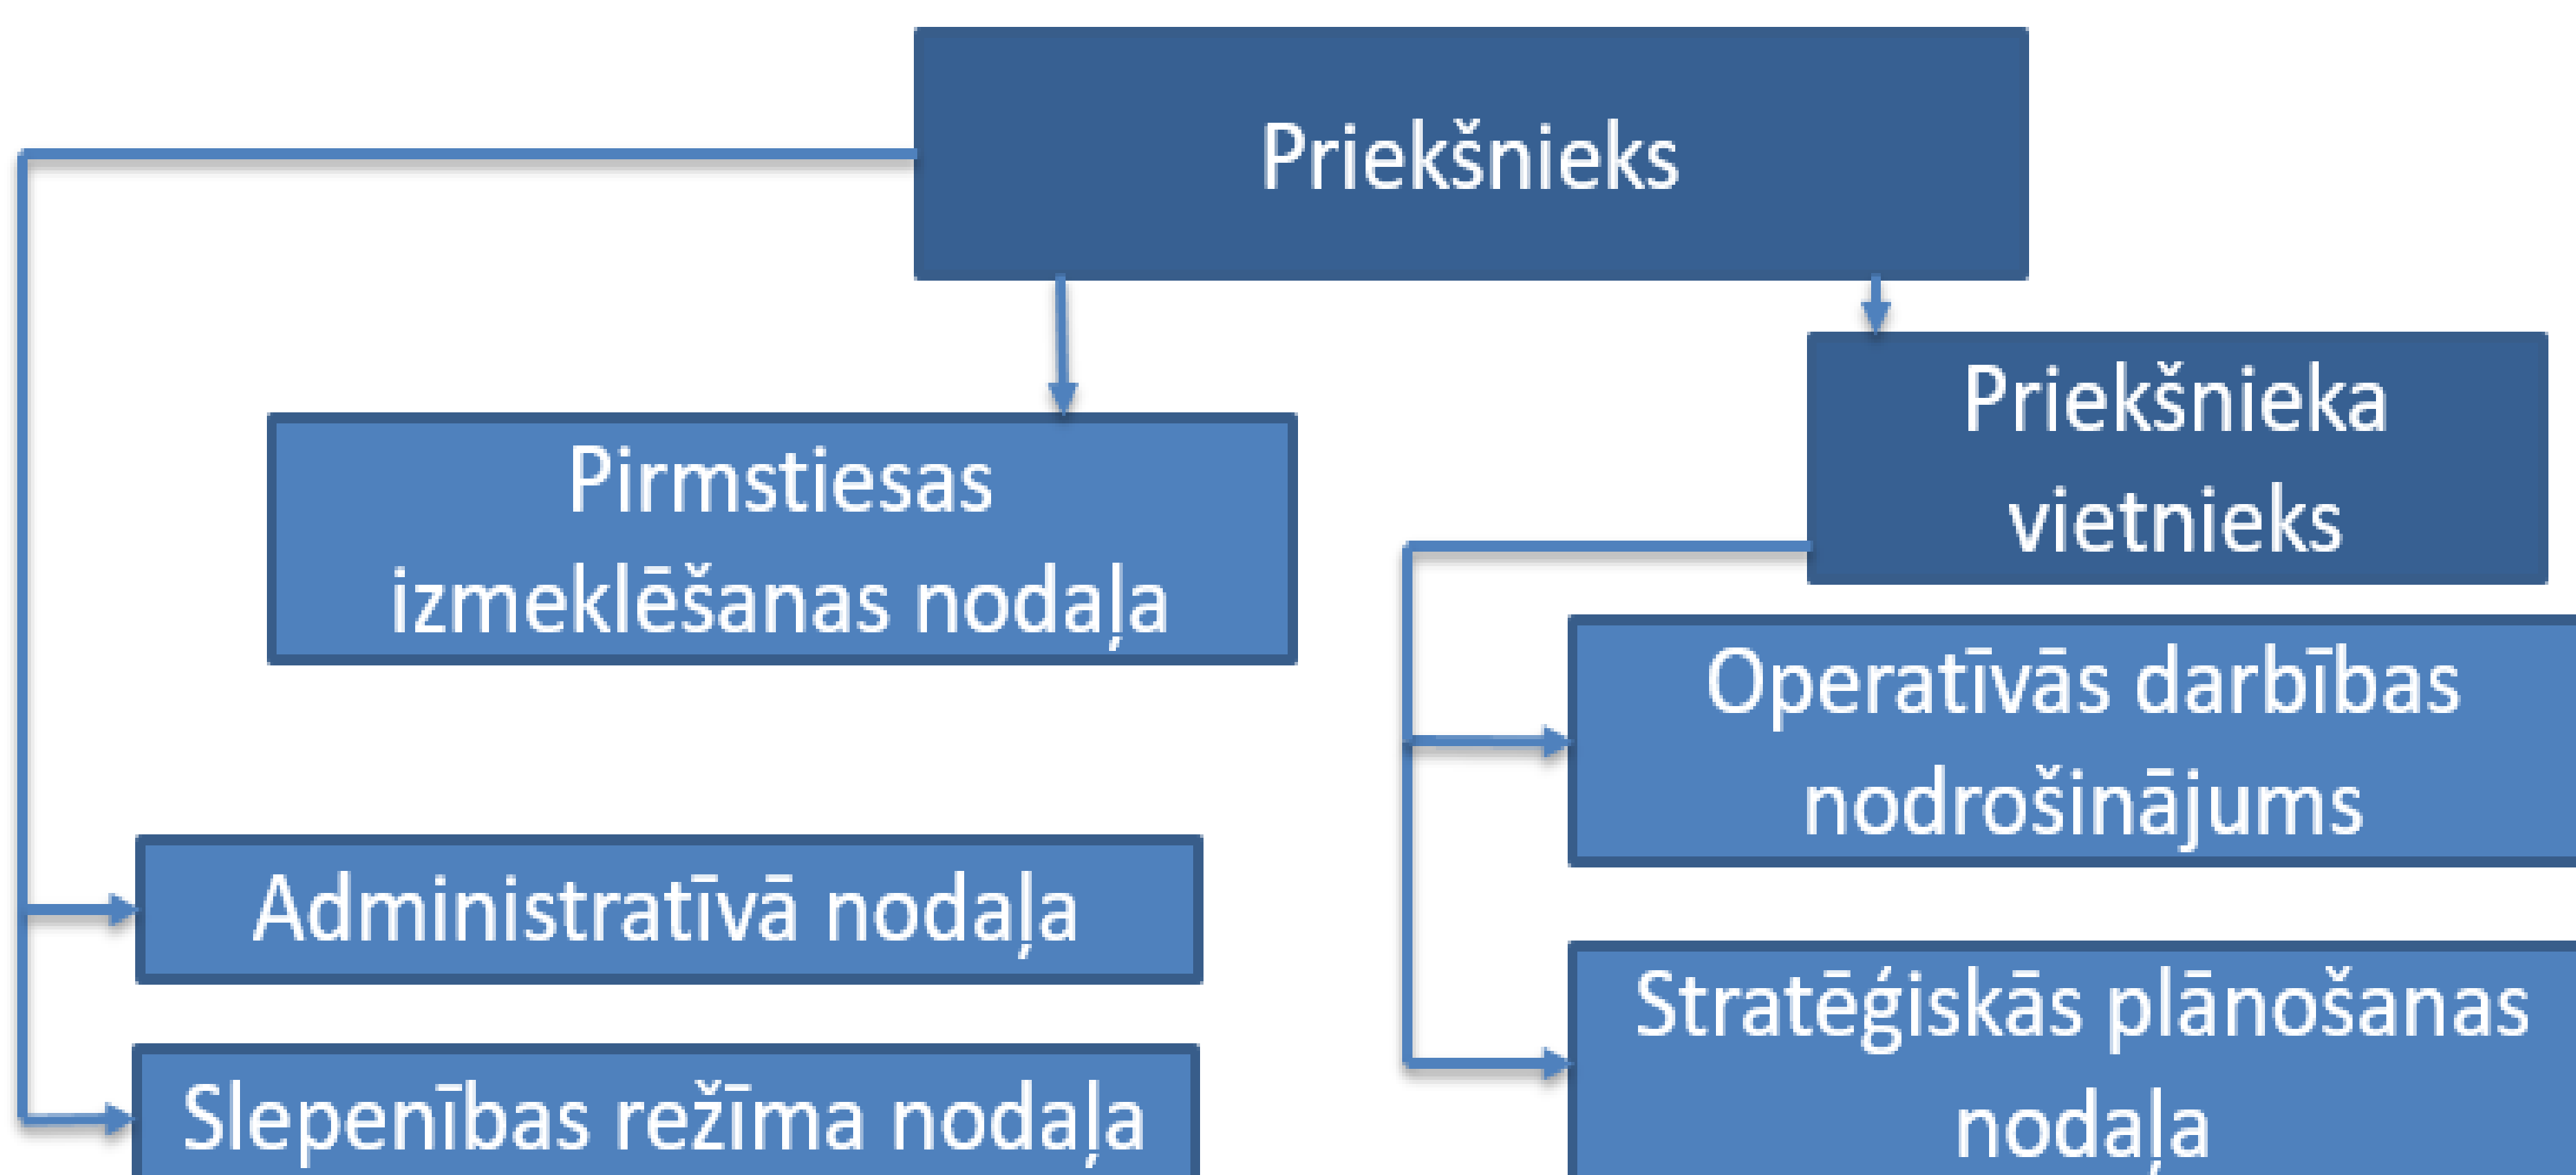 Priekšnieks
Pirmstiesas
izmeklēšanas nodaļa
Priekšnieka
vietnieks
Operatīvās darbības
nodrošinājums
Administratīvā nodaļa
Stratēģiskās plānošanas
nodaļa
Slepenības režīma nodaļa